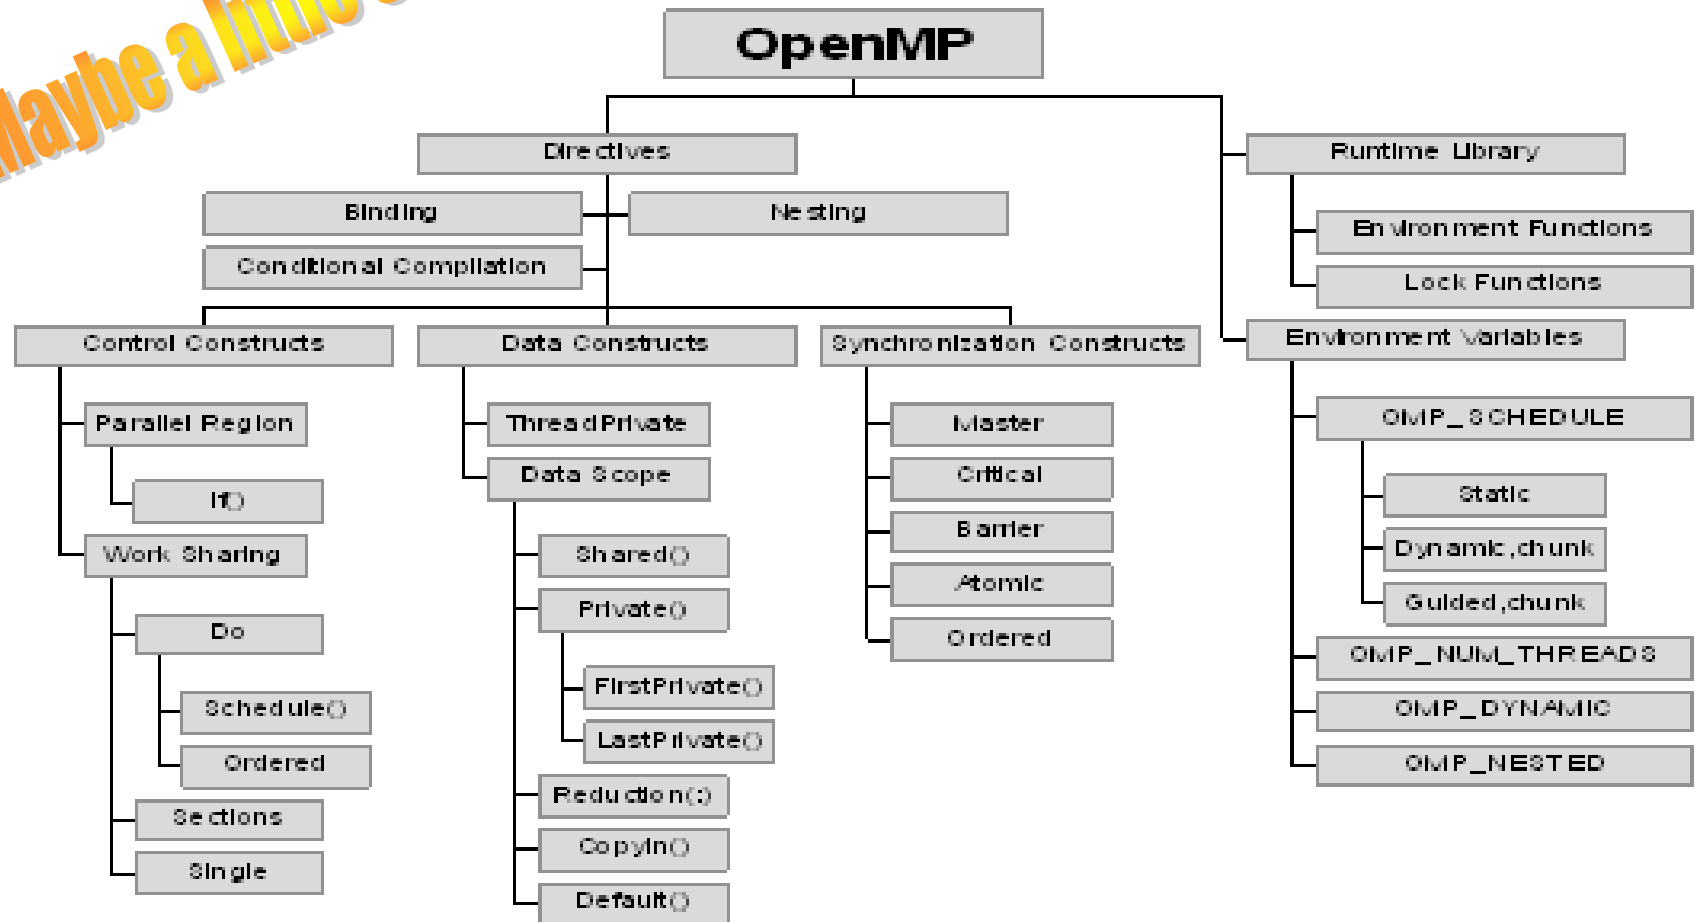 Maybe a little
OpenMP
Directives
Binding
Nesting
Conditional Compilation
Control Constructs
Parallel Region
If()
Work Sharing
Do
Schedule()
Ordered
Sections
Single
Data Constructs
ThreadPrivate
Data Scope
Shared()
Private()
FirstPrivate()
LastPrivate()
Reduction(:)
CopyIn()
Default()
Synchronization Constructs
Master
Critical
Barrier
Atomic
Ordered
Runtime Library
Environment Functions
Lock Functions
Environment Variables
OMP_SCHEDULE
Static
Dynamic,chunk
Guided,chunk
OMP_NUM_THREADS
OMP_DYNAMIC
OMP_NESTED